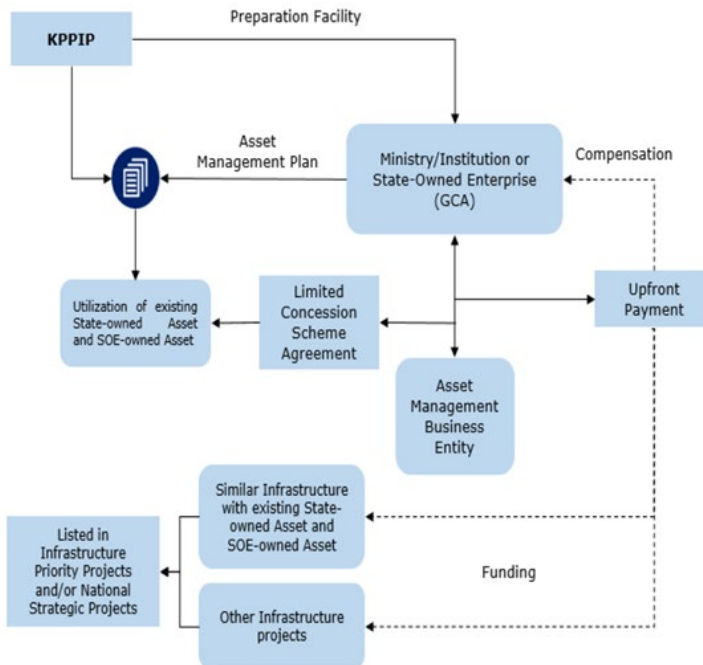 Preparation Facility
KPPIP
Asset
Management Plan
Ministry/Institution or
State-Owned Enterprise
(GCA)
Compensation
Utilization of existing
State-owned Asset
and SOE-owned Asset
Limited
Concession
Scheme
Agreement
Upfront
Payment
Asset
Management
Business
Entity
Similar Infrastructure
with existing State-
owned Asset and
SOE-owned Asset
Listed in
Infrastructure
Priority Projects
and/or National
Strategic Projects
Funding
Other Infrastructure
projects